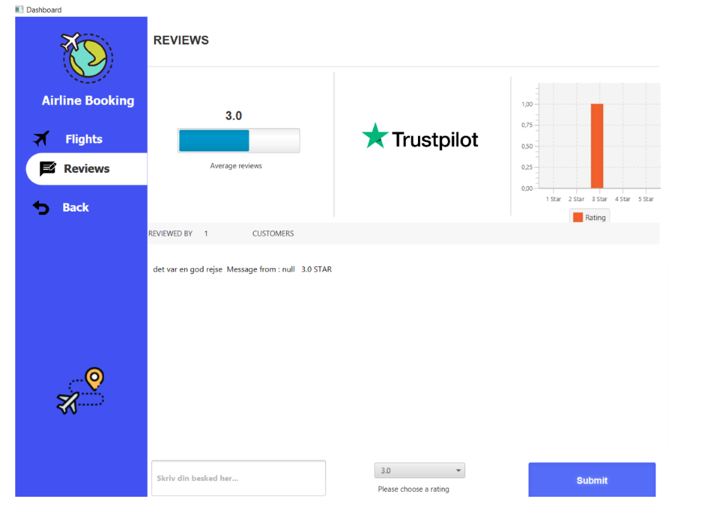 Dashboard
REVIEWS
Airline Booking
Flights
Reviews
Back
3.0
Average reviews
Trustpilot
1,00
0,75
0,50
0,25
0,00
1 Star 2 Star 3 Star 4 Star 5 Star
Rating
REVIEWED BY 1 CUSTOMERS
det var en god rejse Message from : null 3.0 STAR
Skriv din besked her...
3.0
Please choose a rating
Submit